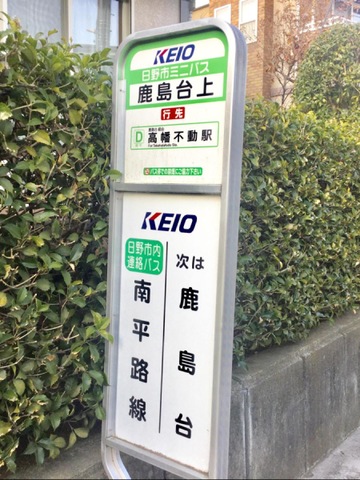 KEIO
日野市ミニバス
鹿島台上
行先
D
高幡不動駅
KEIO
日野市内
連絡バス
南平路線
次は
鹿島台